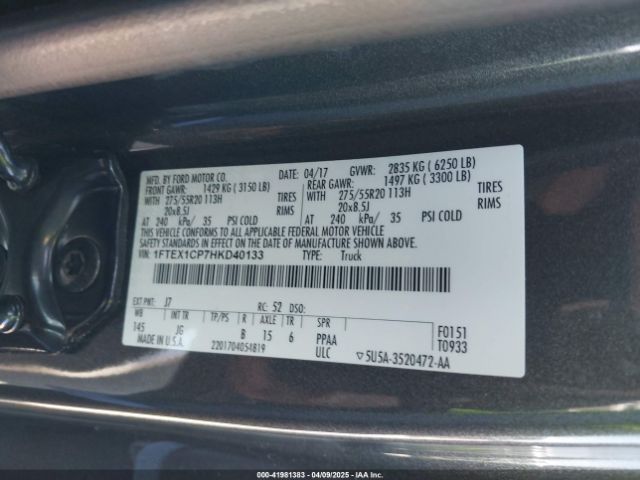 MFD. BY FORD MOTOR CO. DATE: 04/17 GVWR: 2835 KG ( 6250 LB)
FRONT GAWR: 1429 KG ( 3150 LB) REAR GAWR: 1497 KG ( 3300 LB)
WITH 275/55R20 113H TIRES WITH 275/55R20 113H TIRES
20x8.5J RIMS 20x8.5J RIMS
AT 240 kPa/ 35 PSI COLD AT 240 kPa/ 35 PSI COLD
THIS VEHICLE CONFORMS TO ALL APPLICABLE FEDERAL MOTOR VEHICLE
SAFETY AND THEFT PREVENTION STANDARDS IN EFFECT ON THE DATE OF MANUFACTURE SHOWN ABOVE.
VIN: 1FTEX1CP7HKD40133 TYPE: Truck
EXT PNT: J7 RC: 52 DSO:
WB INT TR TP/PS R AXLE TR SPR
145 JG B 15 6 PPAA F0151
MADE IN U.S.A. ULC T0933
2201704054819 ▽5U5A-3520472-AA
000-41981383 | 04/09/2025 - IAA Inc.